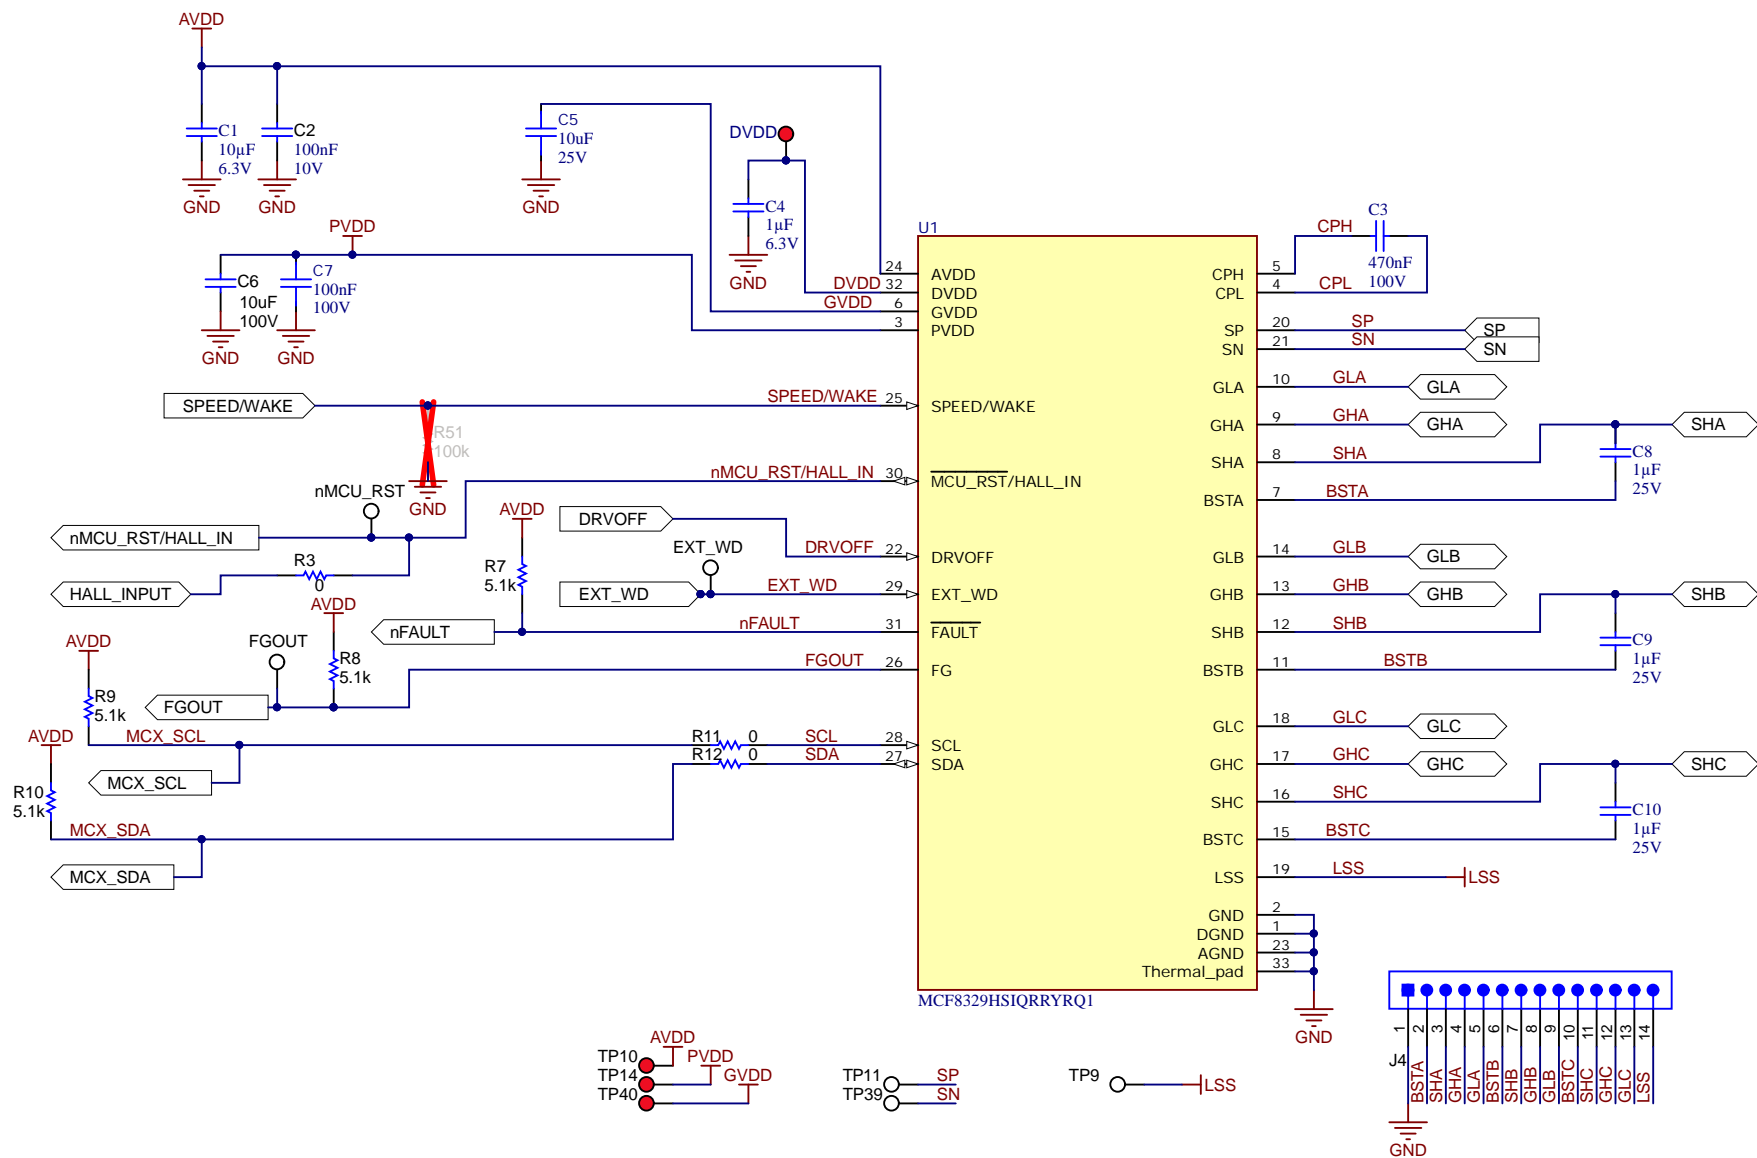 AVDD
C1
10µF
6.3V
GND
C2
100nF
10V
GND
C5
10uF
25V
GND
DVDD
C4
1µF
6.3V
GND
PVDD
C6
10uF
100V
GND
C7
100nF
100V
GND
U1
24 AVDD
DVDD 32 DVDD
GVDD 6 GVDD
3 PVDD
SPEED/WAKE
SPEED/WAKE 25 SPEED/WAKE
R51
100k
GND
nMCU_RST
nMCU_RST/HALL_IN 30 MCU_RST/HALL_IN
nMCU_RST/HALL_IN
R3
0
HALL_INPUT
DRVOFF
DRVOFF 22 DRVOFF
EXT_WD
EXT_WD
EXT_WD 29 EXT_WD
AVDD
R7
5.1k
nFAULT
nFAULT 31 FAULT
AVDD
R8
5.1k
FGOUT
FGOUT
FGOUT 26 FG
AVDD
R9
5.1k
MCX_SCL
R11 0
SCL 28 SCL
MCX_SCL
R12 0
SDA 27 SDA
AVDD
R10
5.1k
MCX_SDA
MCX_SDA
CPH 5 CPH
CPL 4 CPL
C3
470nF
100V
SP 20 SP
SP
SN 21 SN
SN
GLA 10 GLA
GLA
GHA 9 GHA
GHA
SHA 8 SHA
SHA
BSTA 7 BSTA
C8
1µF
25V
GLB 14 GLB
GLB
GHB 13 GHB
GHB
SHB 12 SHB
SHB
BSTB 11 BSTB
C9
1µF
25V
GLC 18 GLC
GLC
GHC 17 GHC
GHC
SHC 16 SHC
SHC
BSTC 15 BSTC
C10
1µF
25V
LSS 19 LSS
LSS
GND 2
DGND 1
AGND 23
Thermal_pad 33
GND
MCF8329HSIQRRYRQ1
TP10 AVDD
TP14 PVDD
TP40 GVDD
TP11 SP
TP39 SN
TP9 LSS
J4
1
2
3
4
5
6
7
8
9
10
11
12
13
14
BSTA
SHA
GHA
GLA
BSTB
SHB
GHB
GLB
BSTC
SHC
GHC
GLC
LSS
GND